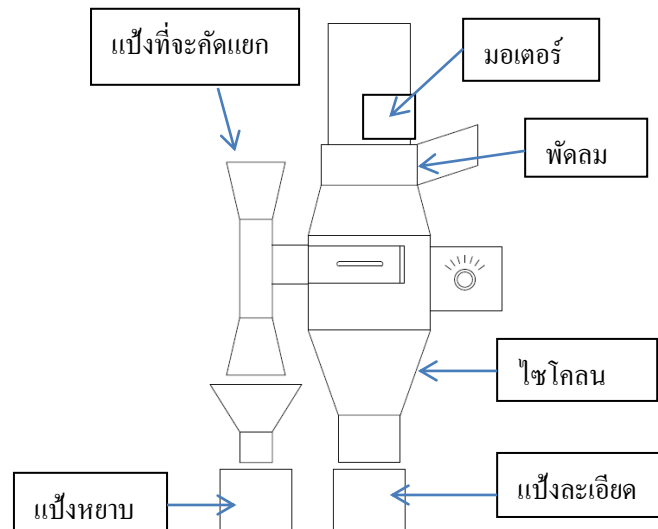 แป้งที่จะคัดแยก
มอเตอร์
พัดลม
ไซโคลน
แป้งหยาบ
แป้งละเอียด